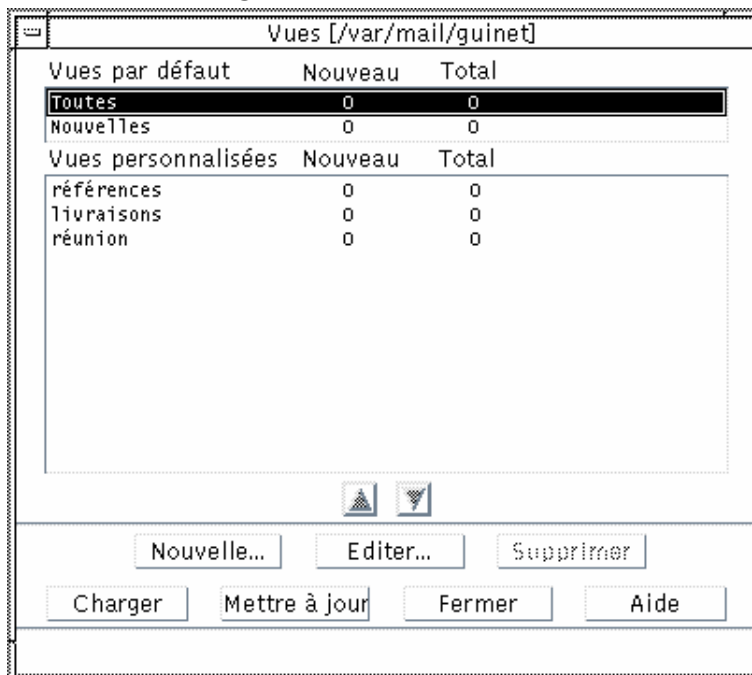 Vues [/var/mail/guinet]
Vues par défaut Nouveau Total
Toutes 0 0
Nouvelles 0 0
Vues personnalisées Nouveau Total
références 0 0
livraisons 0 0
réunion 0 0
Nouvelle... Editer... Supprimer
Charger Mettre à jour Fermer Aide